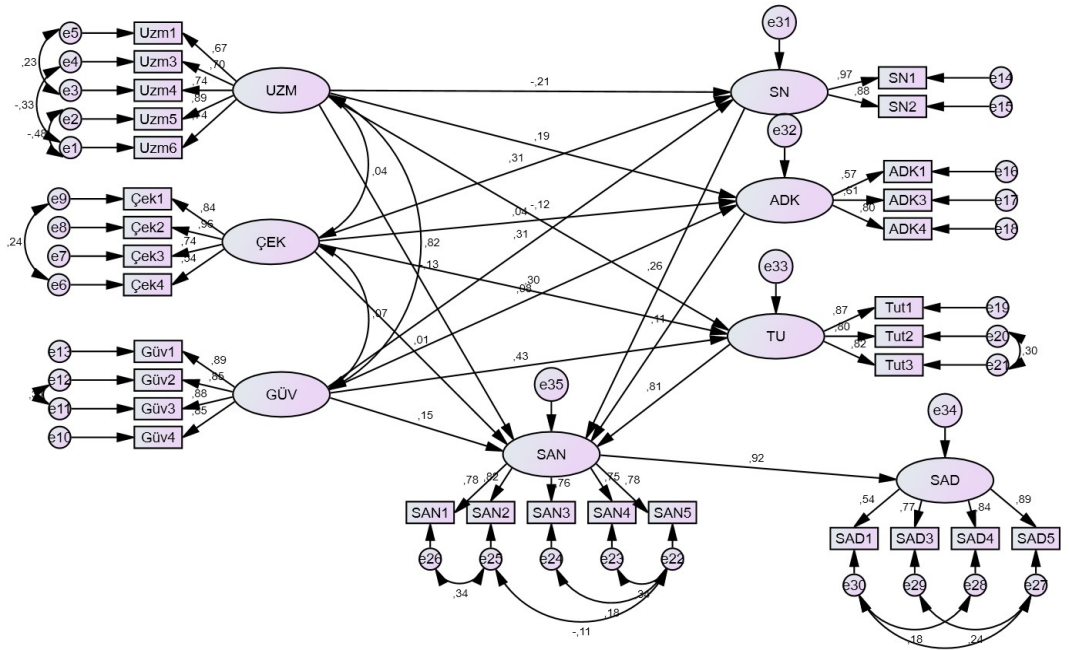 e5
Uzm1
,67
e4
Uzm3
,70
,23
e3
Uzm4
,74
UZM
-,33
e2
Uzm5
,89
-,48
e1
Uzm6
,74
e9
Çek1
,84
e8
Çek2
,96
,24
e7
Çek3
,74
ÇEK
e6
Çek4
e13
Güv1
,89
e12
Güv2
,85
GÜV
e11
Güv3
,88
e10
Güv4
,85
-,21
,19
,31
,04
,04
-,12
,31
,82
,13
,30
,26
,07
,01
,11
,43
,15
,81
e31
SN
,97
SN1
e14
,88
SN2
e15
e32
ADK
,57
ADK1
e16
,61
ADK3
e17
,80
ADK4
e18
e33
TU
,87
Tut1
e19
,80
Tut2
e20
,30
,82
Tut3
e21
e35
SAN
,92
,78
,82
,76
,75
,78
SAN1
SAN2
SAN3
SAN4
SAN5
e26
e25
e24
e23
e22
,34
,18
-,11
e34
SAD
,54
,77
,84
,89
SAD1
SAD3
SAD4
SAD5
e30
e29
e28
e27
,18
,24